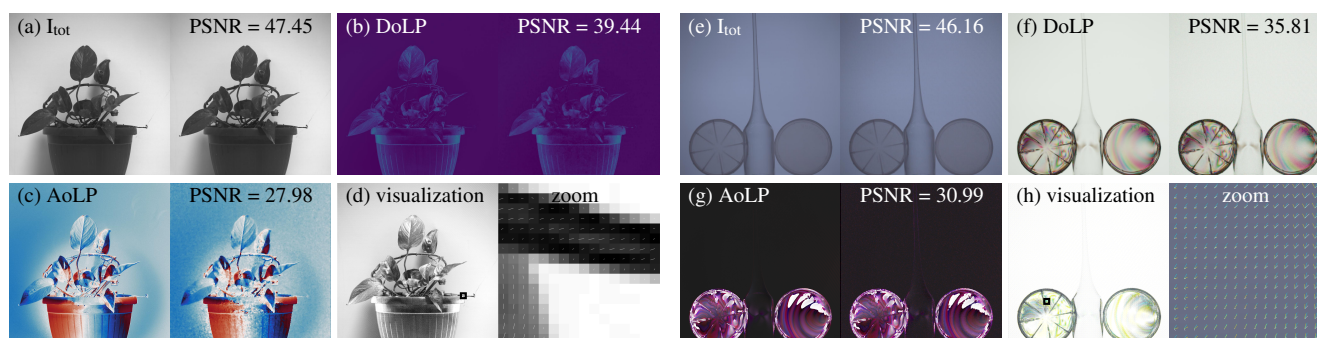 (a) Itot PSNR = 47.45
(b) DoLP PSNR = 39.44
(c) AoLP PSNR = 27.98
(d) visualization zoom
(e) Itot PSNR = 46.16
(f) DoLP PSNR = 35.81
(g) AoLP PSNR = 30.99
(h) visualization zoom